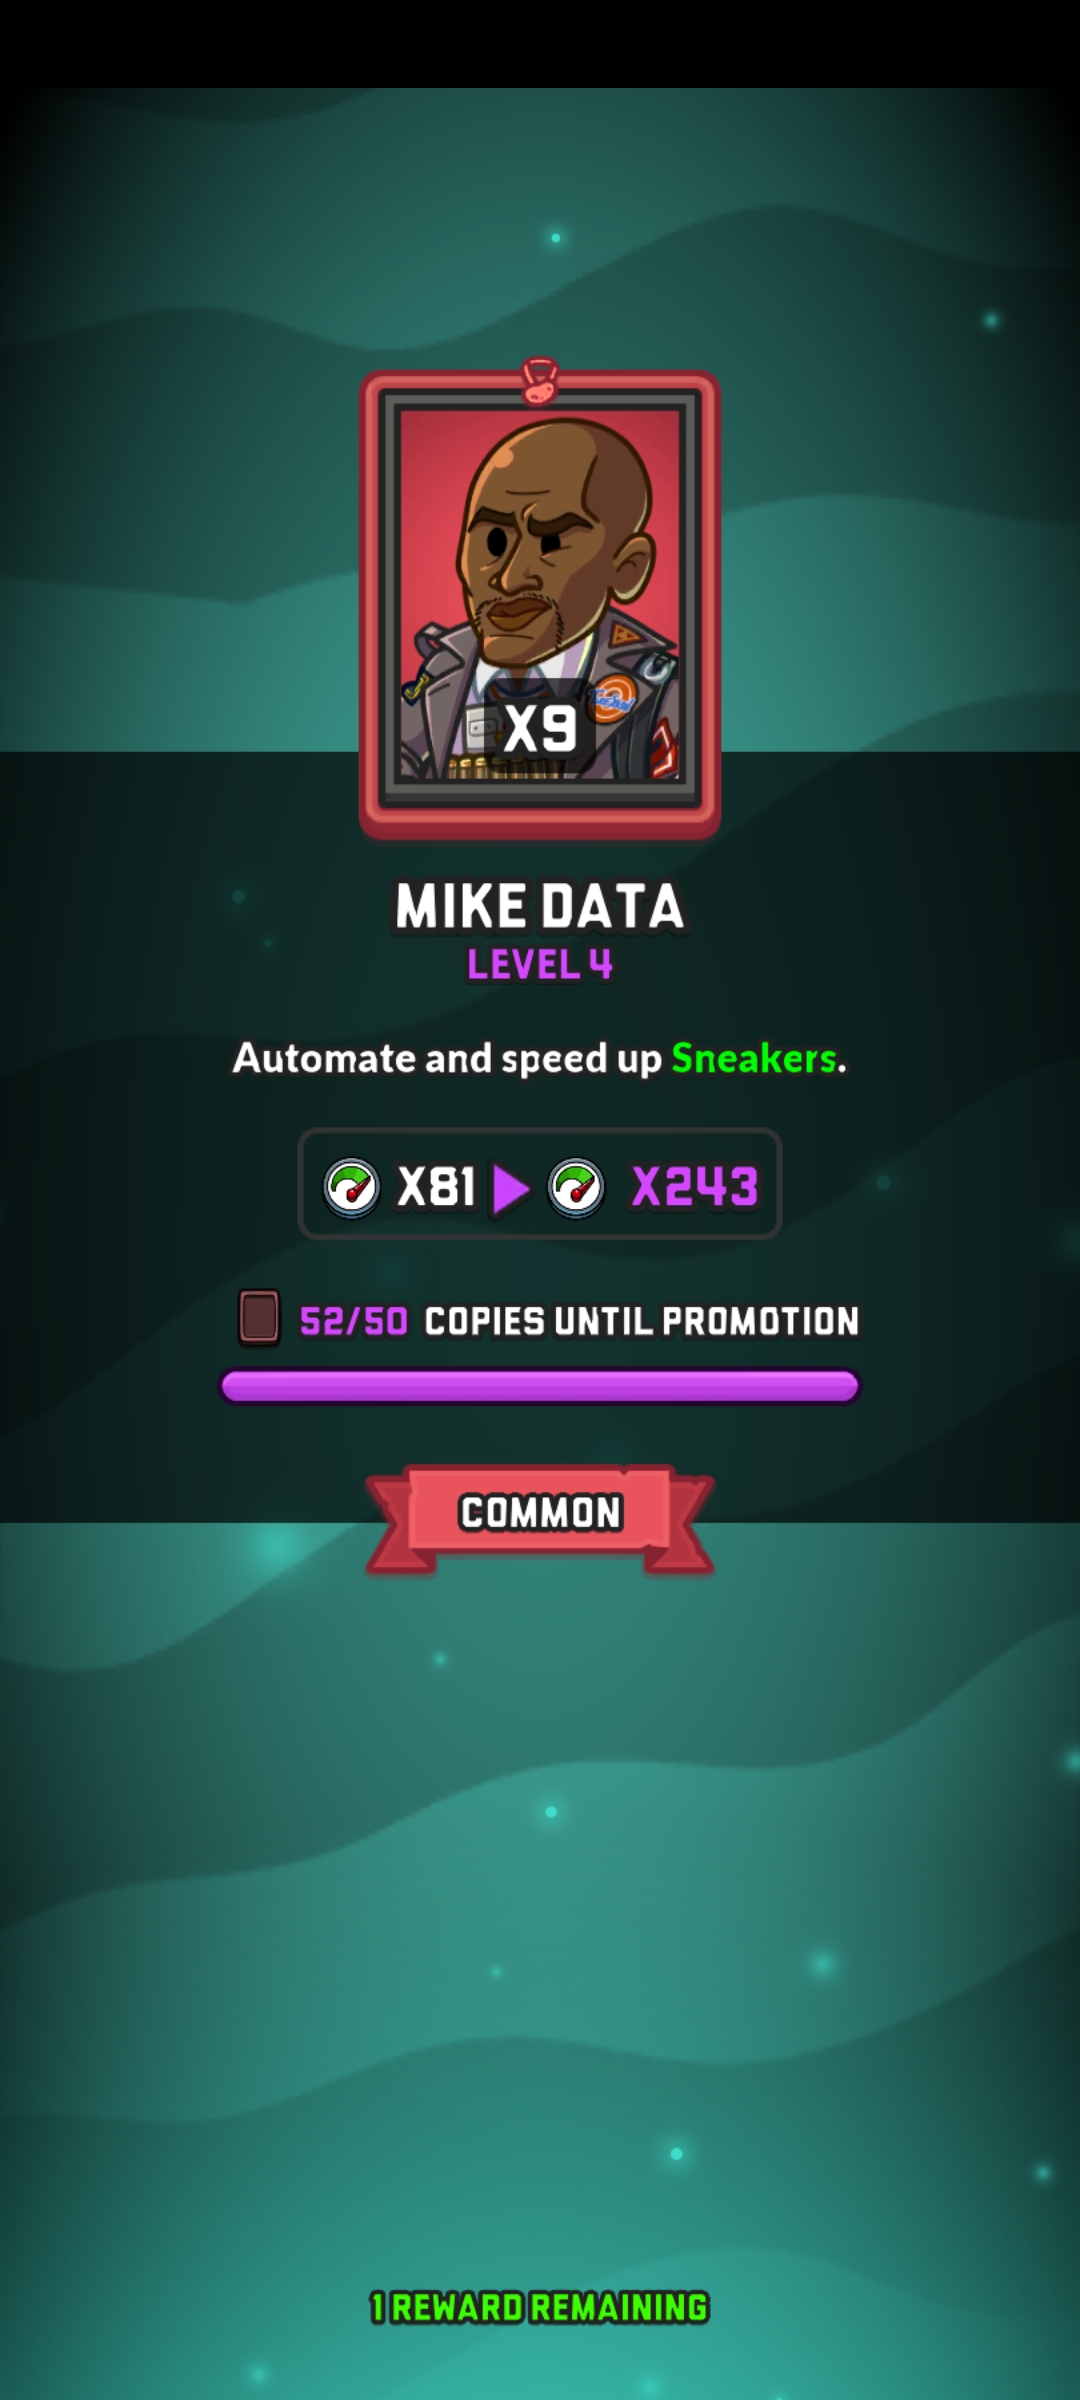 X9
MIKE DATA
LEVEL 4
Automate and speed up Sneakers.
X81 X243
52/50 COPIES UNTIL PROMOTION
COMMON
1 REWARD REMAINING